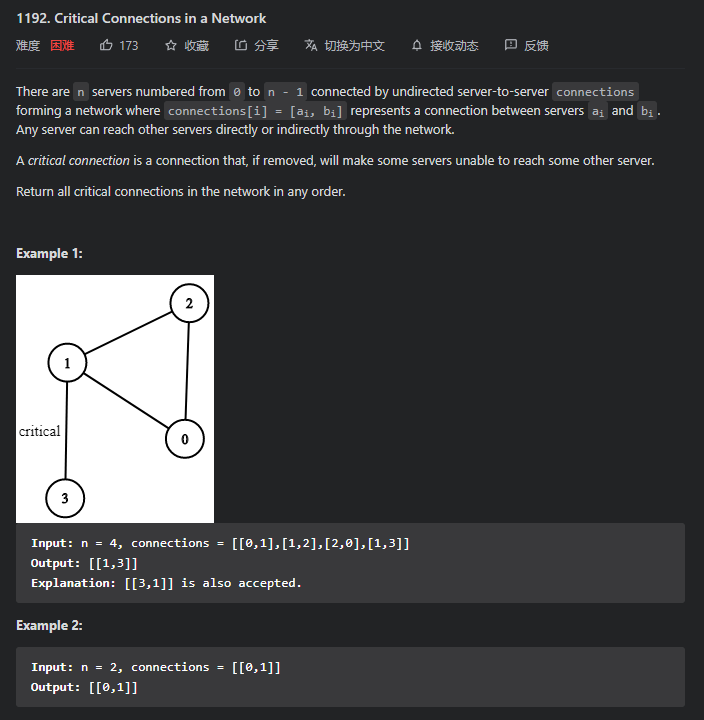 1192. Critical Connections in a Network
难度 困难 173 收藏 分享 切换为中文 接收动态 反馈
There are n servers numbered from 0 to n - 1 connected by undirected server-to-server connections
forming a network where connections[i] = [ai, bi] represents a connection between servers ai and bi.
Any server can reach other servers directly or indirectly through the network.
A critical connection is a connection that, if removed, will make some servers unable to reach some other server.
Return all critical connections in the network in any order.
Example 1:
2
1
0
critical
3
Input: n = 4, connections = [[0,1],[1,2],[2,0],[1,3]]
Output: [[1,3]]
Explanation: [[3,1]] is also accepted.
Example 2:
Input: n = 2, connections = [[0,1]]
Output: [[0,1]]